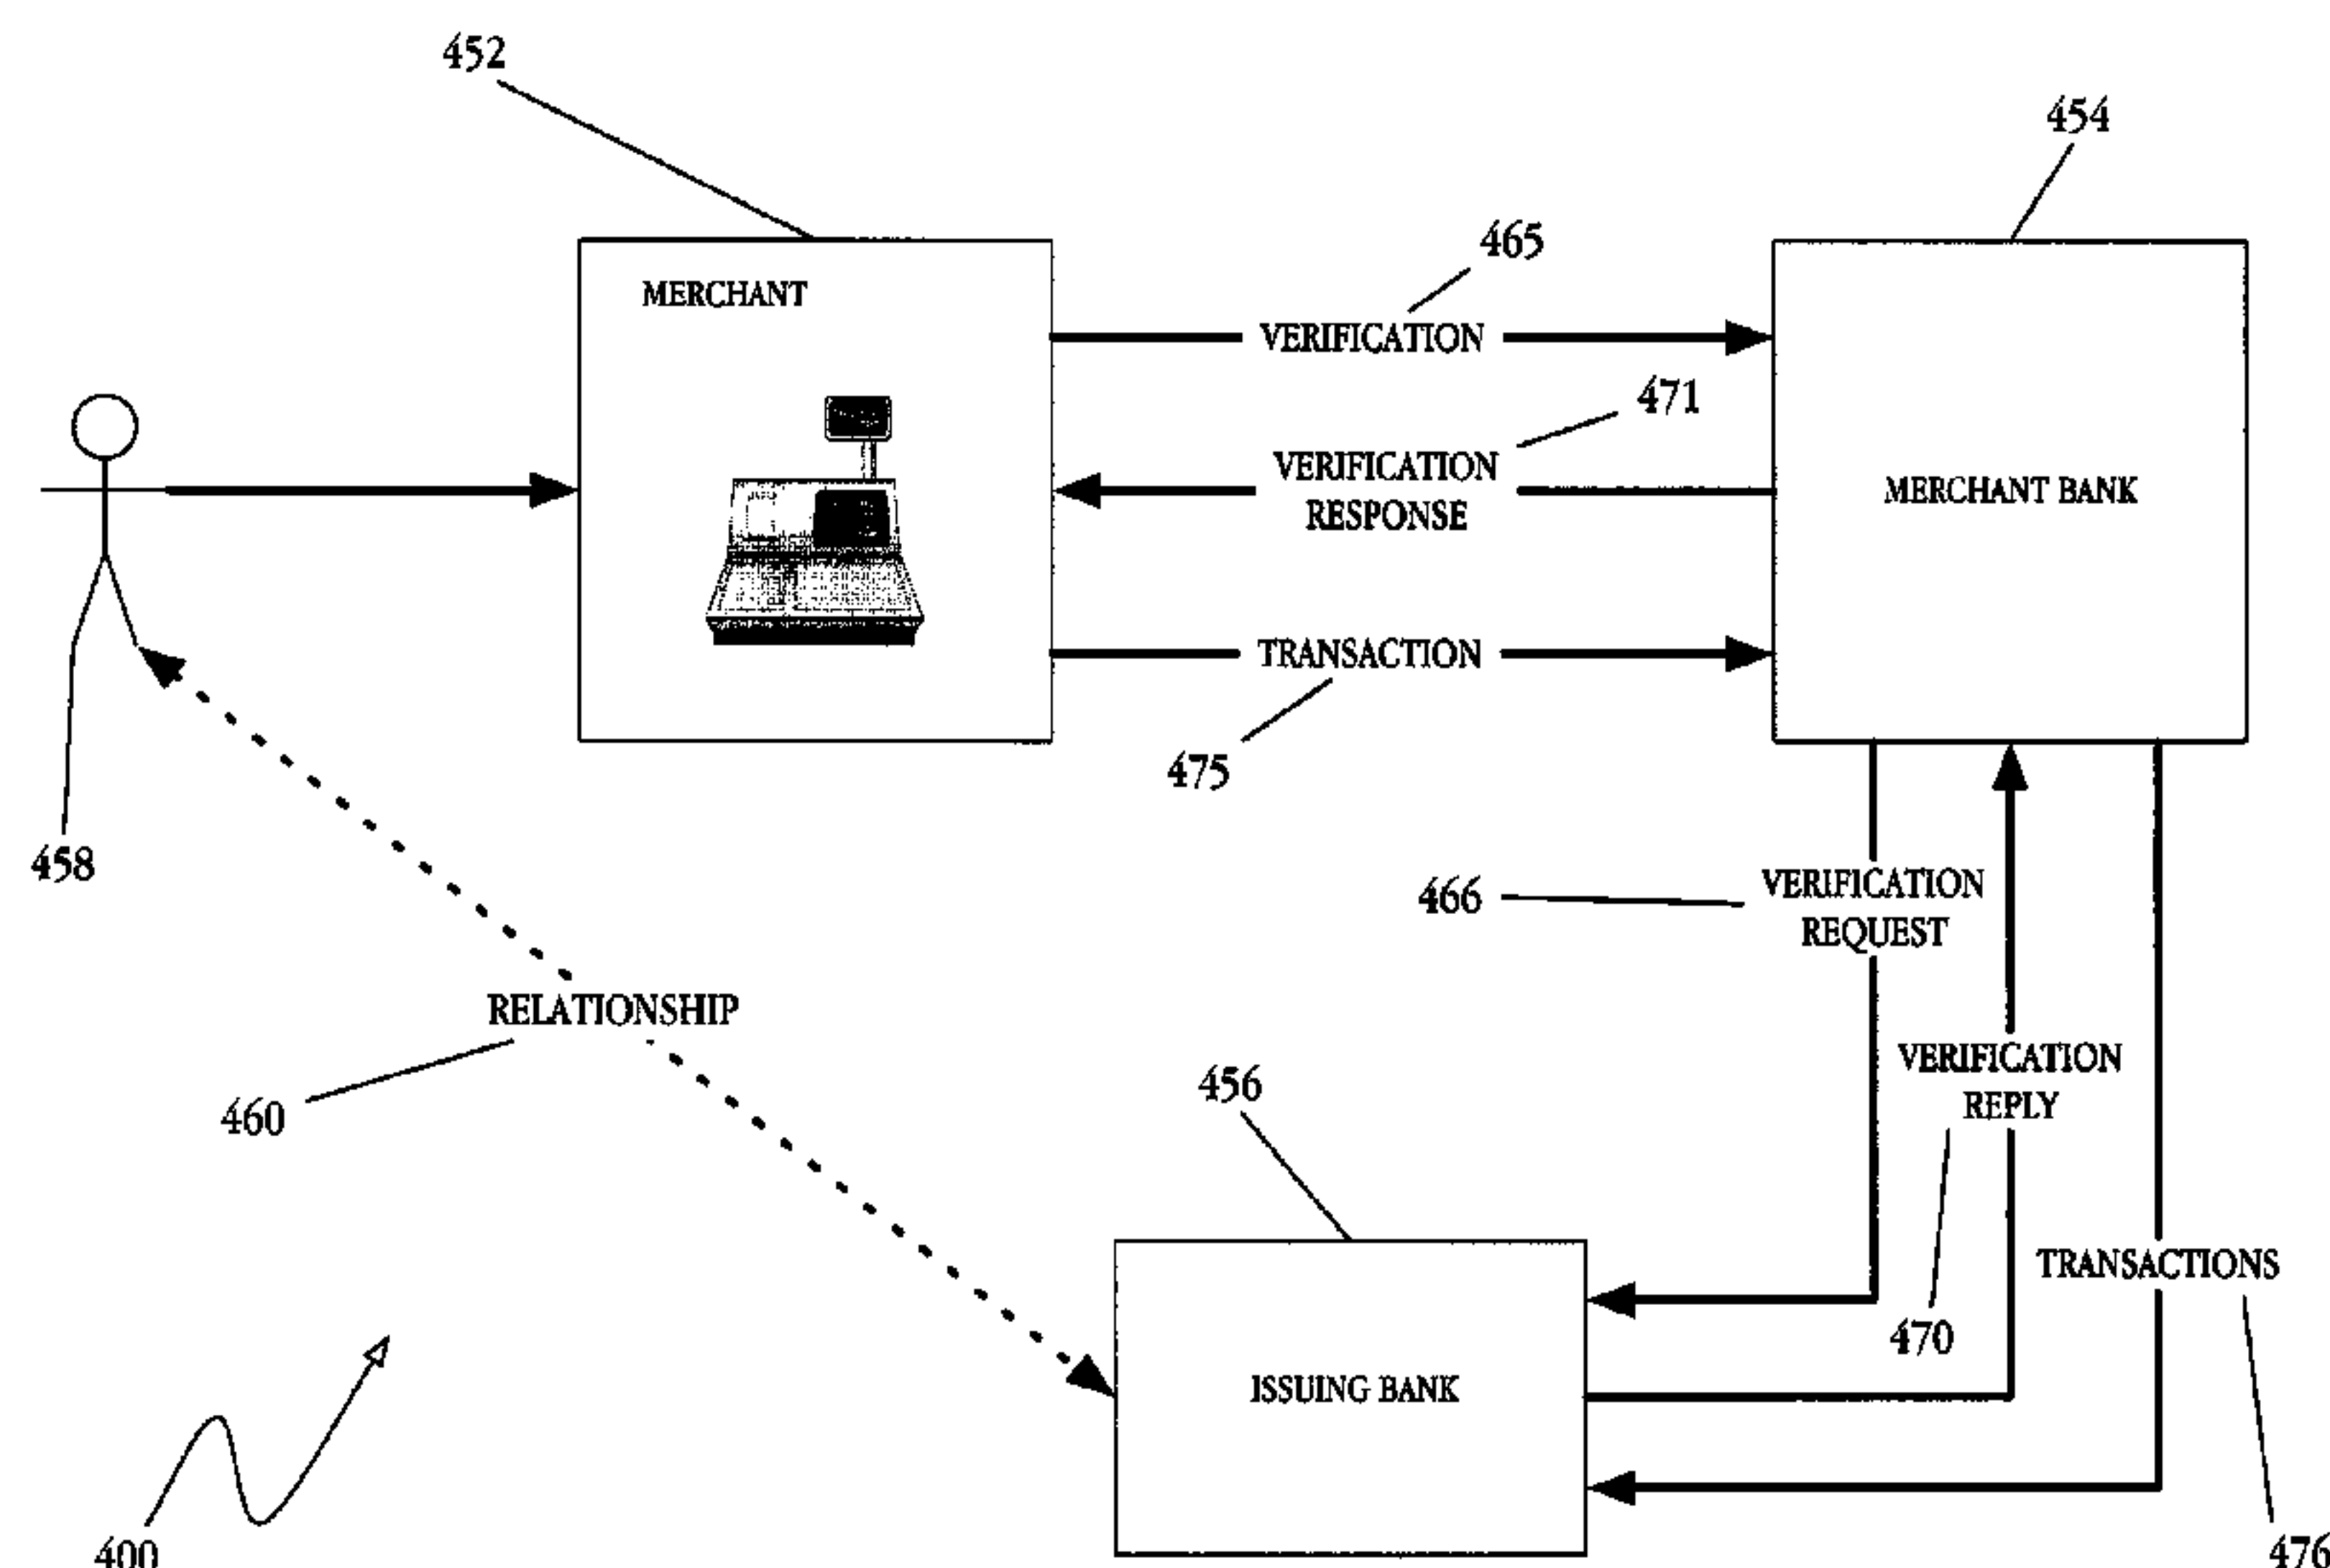 452
454
465
MERCHANT
VERIFICATION
471
VERIFICATION
RESPONSE
MERCHANT BANK
TRANSACTION
475
458
466
VERIFICATION
REQUEST
RELATIONSHIP
460
VERIFICATION
REPLY
456
TRANSACTIONS
470
ISSUING BANK
400
476